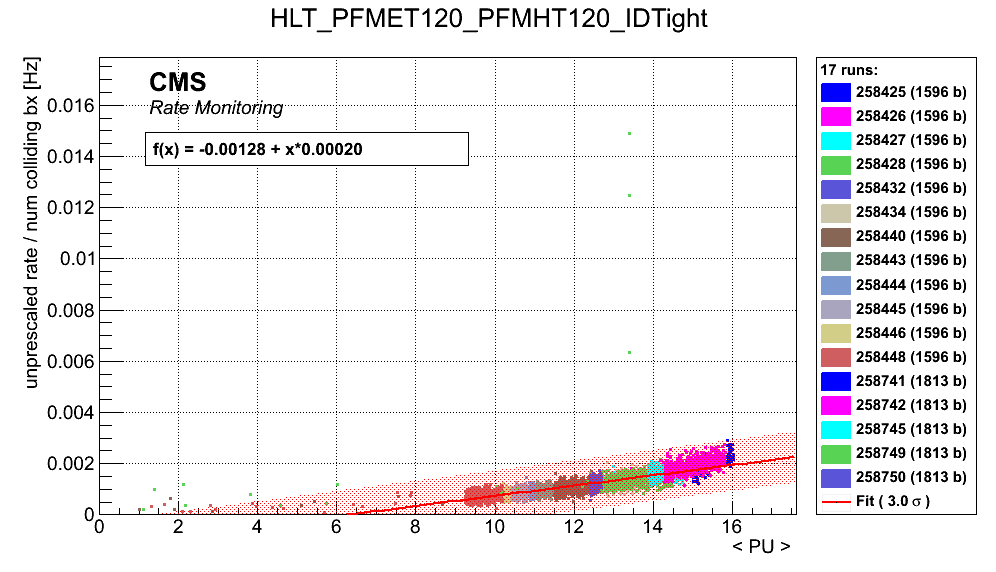 HLT_PFMET120_PFMHT120_IDTight
unprescaled rate / num colliding bx [Hz]
CMS
Rate Monitoring
f(x) = -0.00128 + x*0.00020
0.016
0.014
0.012
0.01
0.008
0.006
0.004
0.002
0
0 2 4 6 8 10 12 14 16
< PU >
17 runs:
258425 (1596 b)
258426 (1596 b)
258427 (1596 b)
258428 (1596 b)
258432 (1596 b)
258434 (1596 b)
258440 (1596 b)
258443 (1596 b)
258444 (1596 b)
258445 (1596 b)
258446 (1596 b)
258448 (1596 b)
258741 (1813 b)
258742 (1813 b)
258745 (1813 b)
258749 (1813 b)
258750 (1813 b)
Fit ( 3.0 σ )